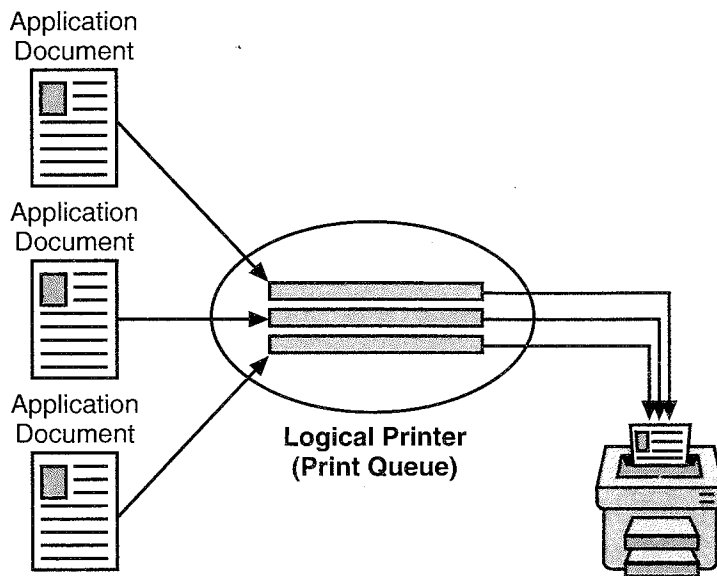 Application
Document
Application
Document
Application
Document
Logical Printer
(Print Queue)